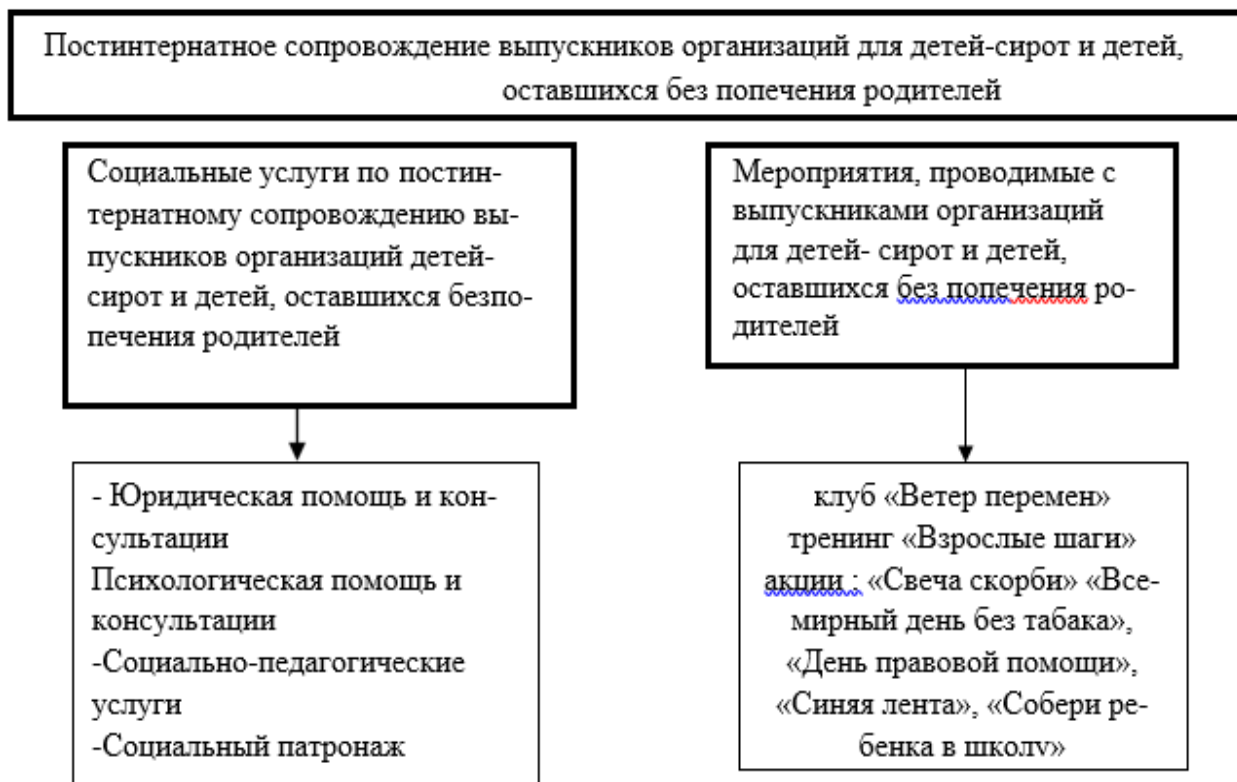 Постинтернатное сопровождение выпускников организаций для детей-сирот и детей,
оставшихся без попечения родителей
Социальные услуги по постин-
тернатному сопровождению вы-
пускников организаций детей-
сирот и детей, оставшихся безпо-
печения родителей
Мероприятия, проводимые с
выпускниками организаций
для детей- сирот и детей,
оставшихся без попечения ро-
дителей
- Юридическая помощь и кон-
сультации
Психологическая помощь и
консультации
-Социально-педагогические
услуги
-Социальный патронаж
клуб «Ветер перемен»
тренинг «Взрослые шаги»
акции : «Свеча скорби» «Все-
мирный день без табака»,
«День правовой помощи»,
«Синяя лента», «Собери ре-
бенка в школу»